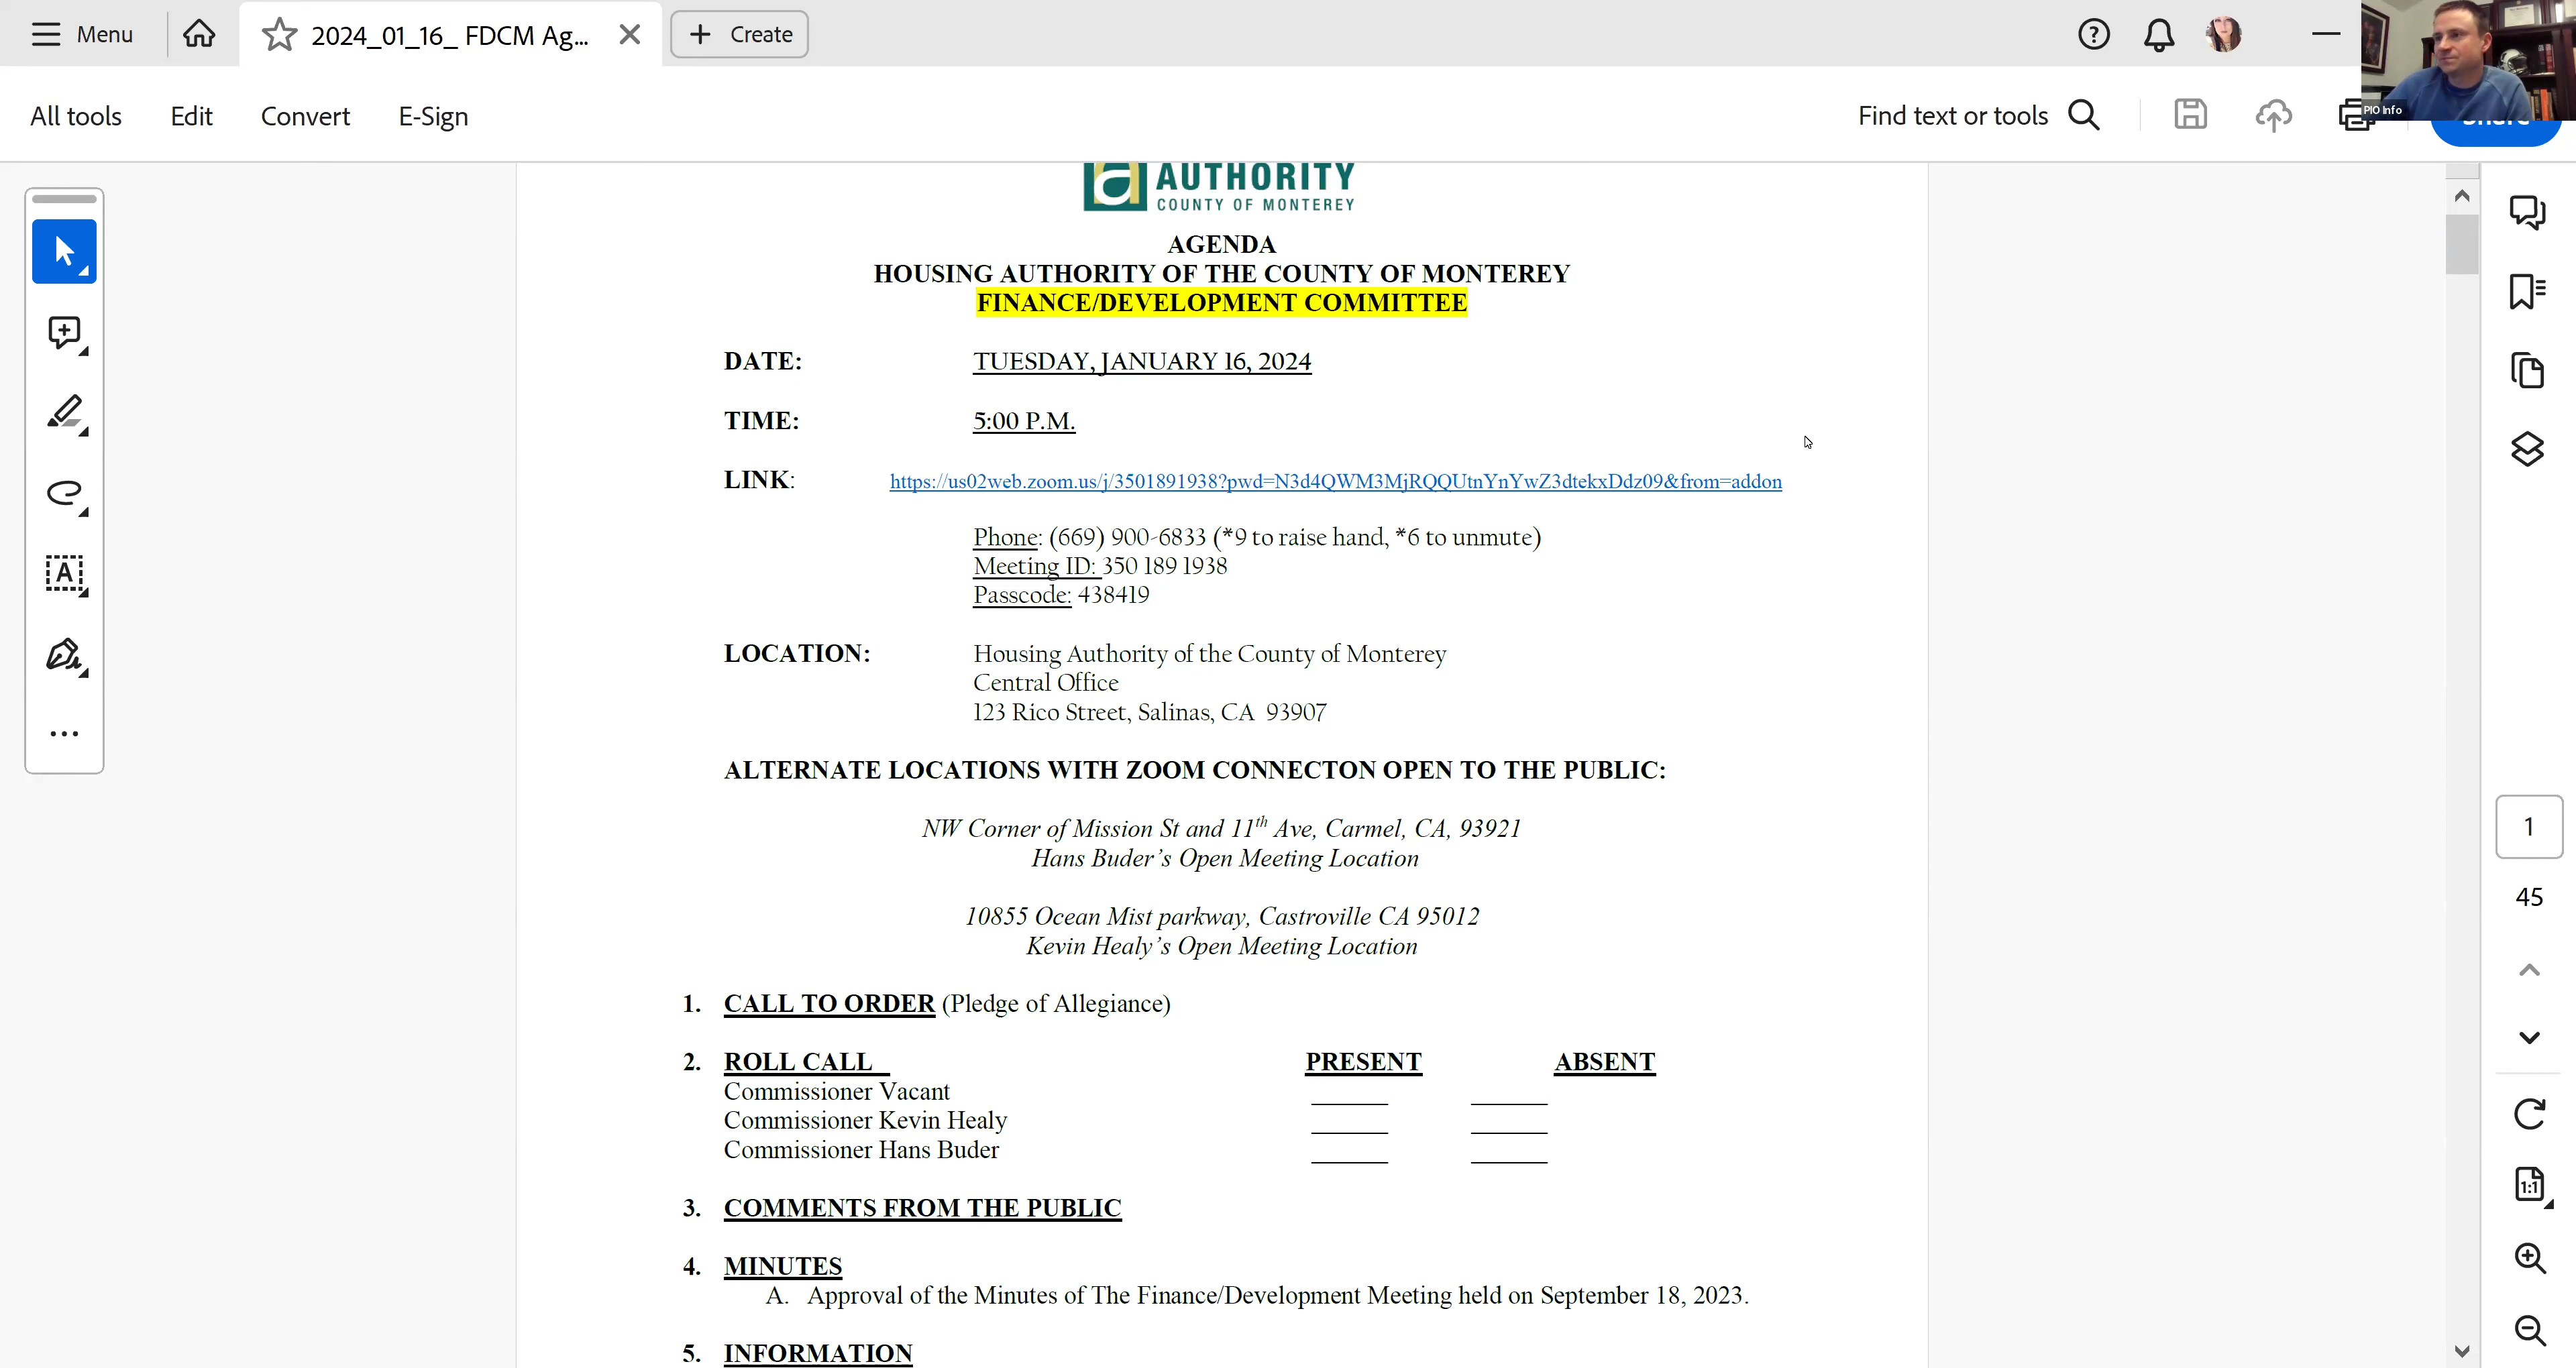 Menu
2024_01_16_ FDCM Ag...
Create
All tools
Edit
Convert
E-Sign
Find text or tools
PIO Info
AUTHORITY
COUNTY OF MONTEREY
AGENDA
HOUSING AUTHORITY OF THE COUNTY OF MONTEREY
FINANCE/DEVELOPMENT COMMITTEE
DATE: TUESDAY, JANUARY 16, 2024
TIME: 5:00 P.M.
LINK: https://us02web.zoom.us/j/3501891938?pwd=N3d4QWM3MjRQQUtnYnYwZ3dtekxDdz09&from=addon
Phone: (669) 900-6833 (*9 to raise hand, *6 to unmute)
Meeting ID: 350 189 1938
Passcode: 438419
LOCATION: Housing Authority of the County of Monterey
Central Office
123 Rico Street, Salinas, CA 93907
ALTERNATE LOCATIONS WITH ZOOM CONNECTON OPEN TO THE PUBLIC:
NW Corner of Mission St and 11th Ave, Carmel, CA, 93921
Hans Buder's Open Meeting Location
10855 Ocean Mist parkway, Castroville CA 95012
Kevin Healy's Open Meeting Location
1. CALL TO ORDER (Pledge of Allegiance)
2. ROLL CALL PRESENT ABSENT
Commissioner Vacant
Commissioner Kevin Healy
Commissioner Hans Buder
3. COMMENTS FROM THE PUBLIC
4. MINUTES
A. Approval of the Minutes of The Finance/Development Meeting held on September 18, 2023.
5. INFORMATION
1
45
1:1